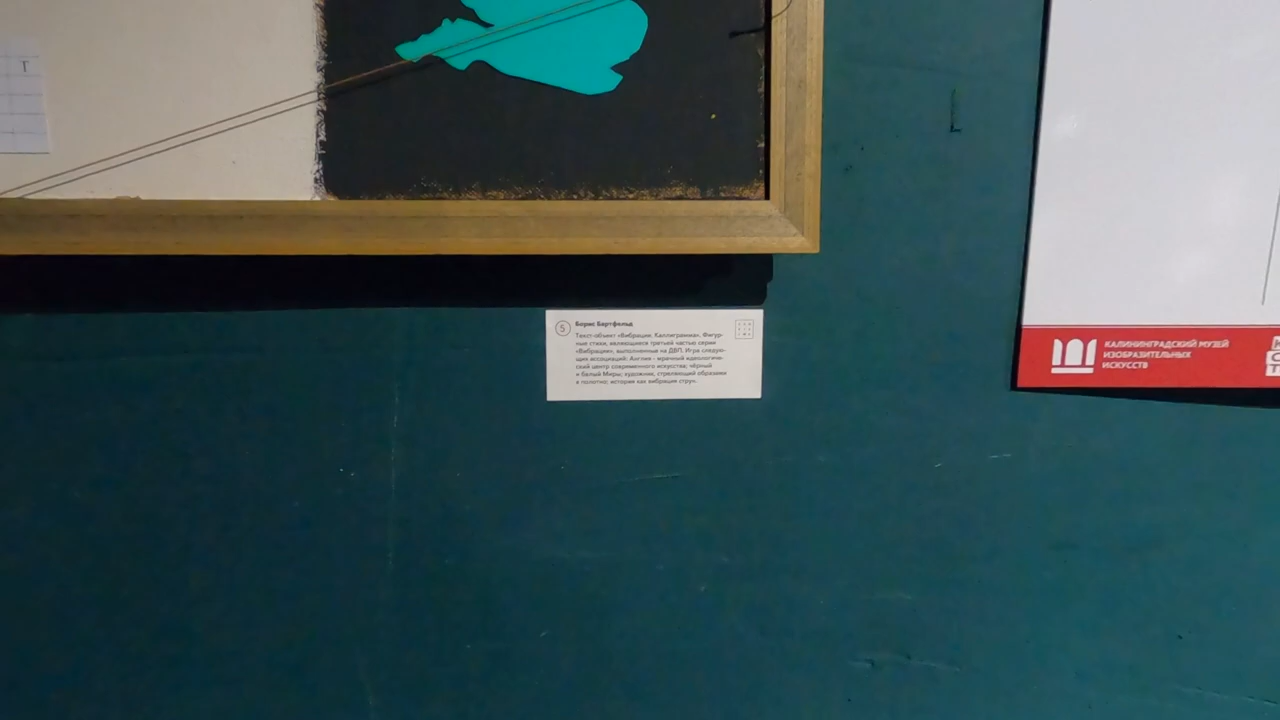 Г
5
Борис Бартфельд
Текст-объект «Вибрации. Каллиграмма». Фигур-
ные стихи, являющиеся третьей частью серии
«Вибрации», выполненные на ДВП. Игра следую-
щих ассоциаций: Англия - мрачный идеологиче-
ский центр современного искусства; чёрный
и белый Миры; художник, стреляющий образами
в полотно; история как вибрация струн.
КАЛИНИНГРАДСКИЙ МУЗЕЙ
ИЗОБРАЗИТЕЛЬНЫХ
ИСКУССТВ